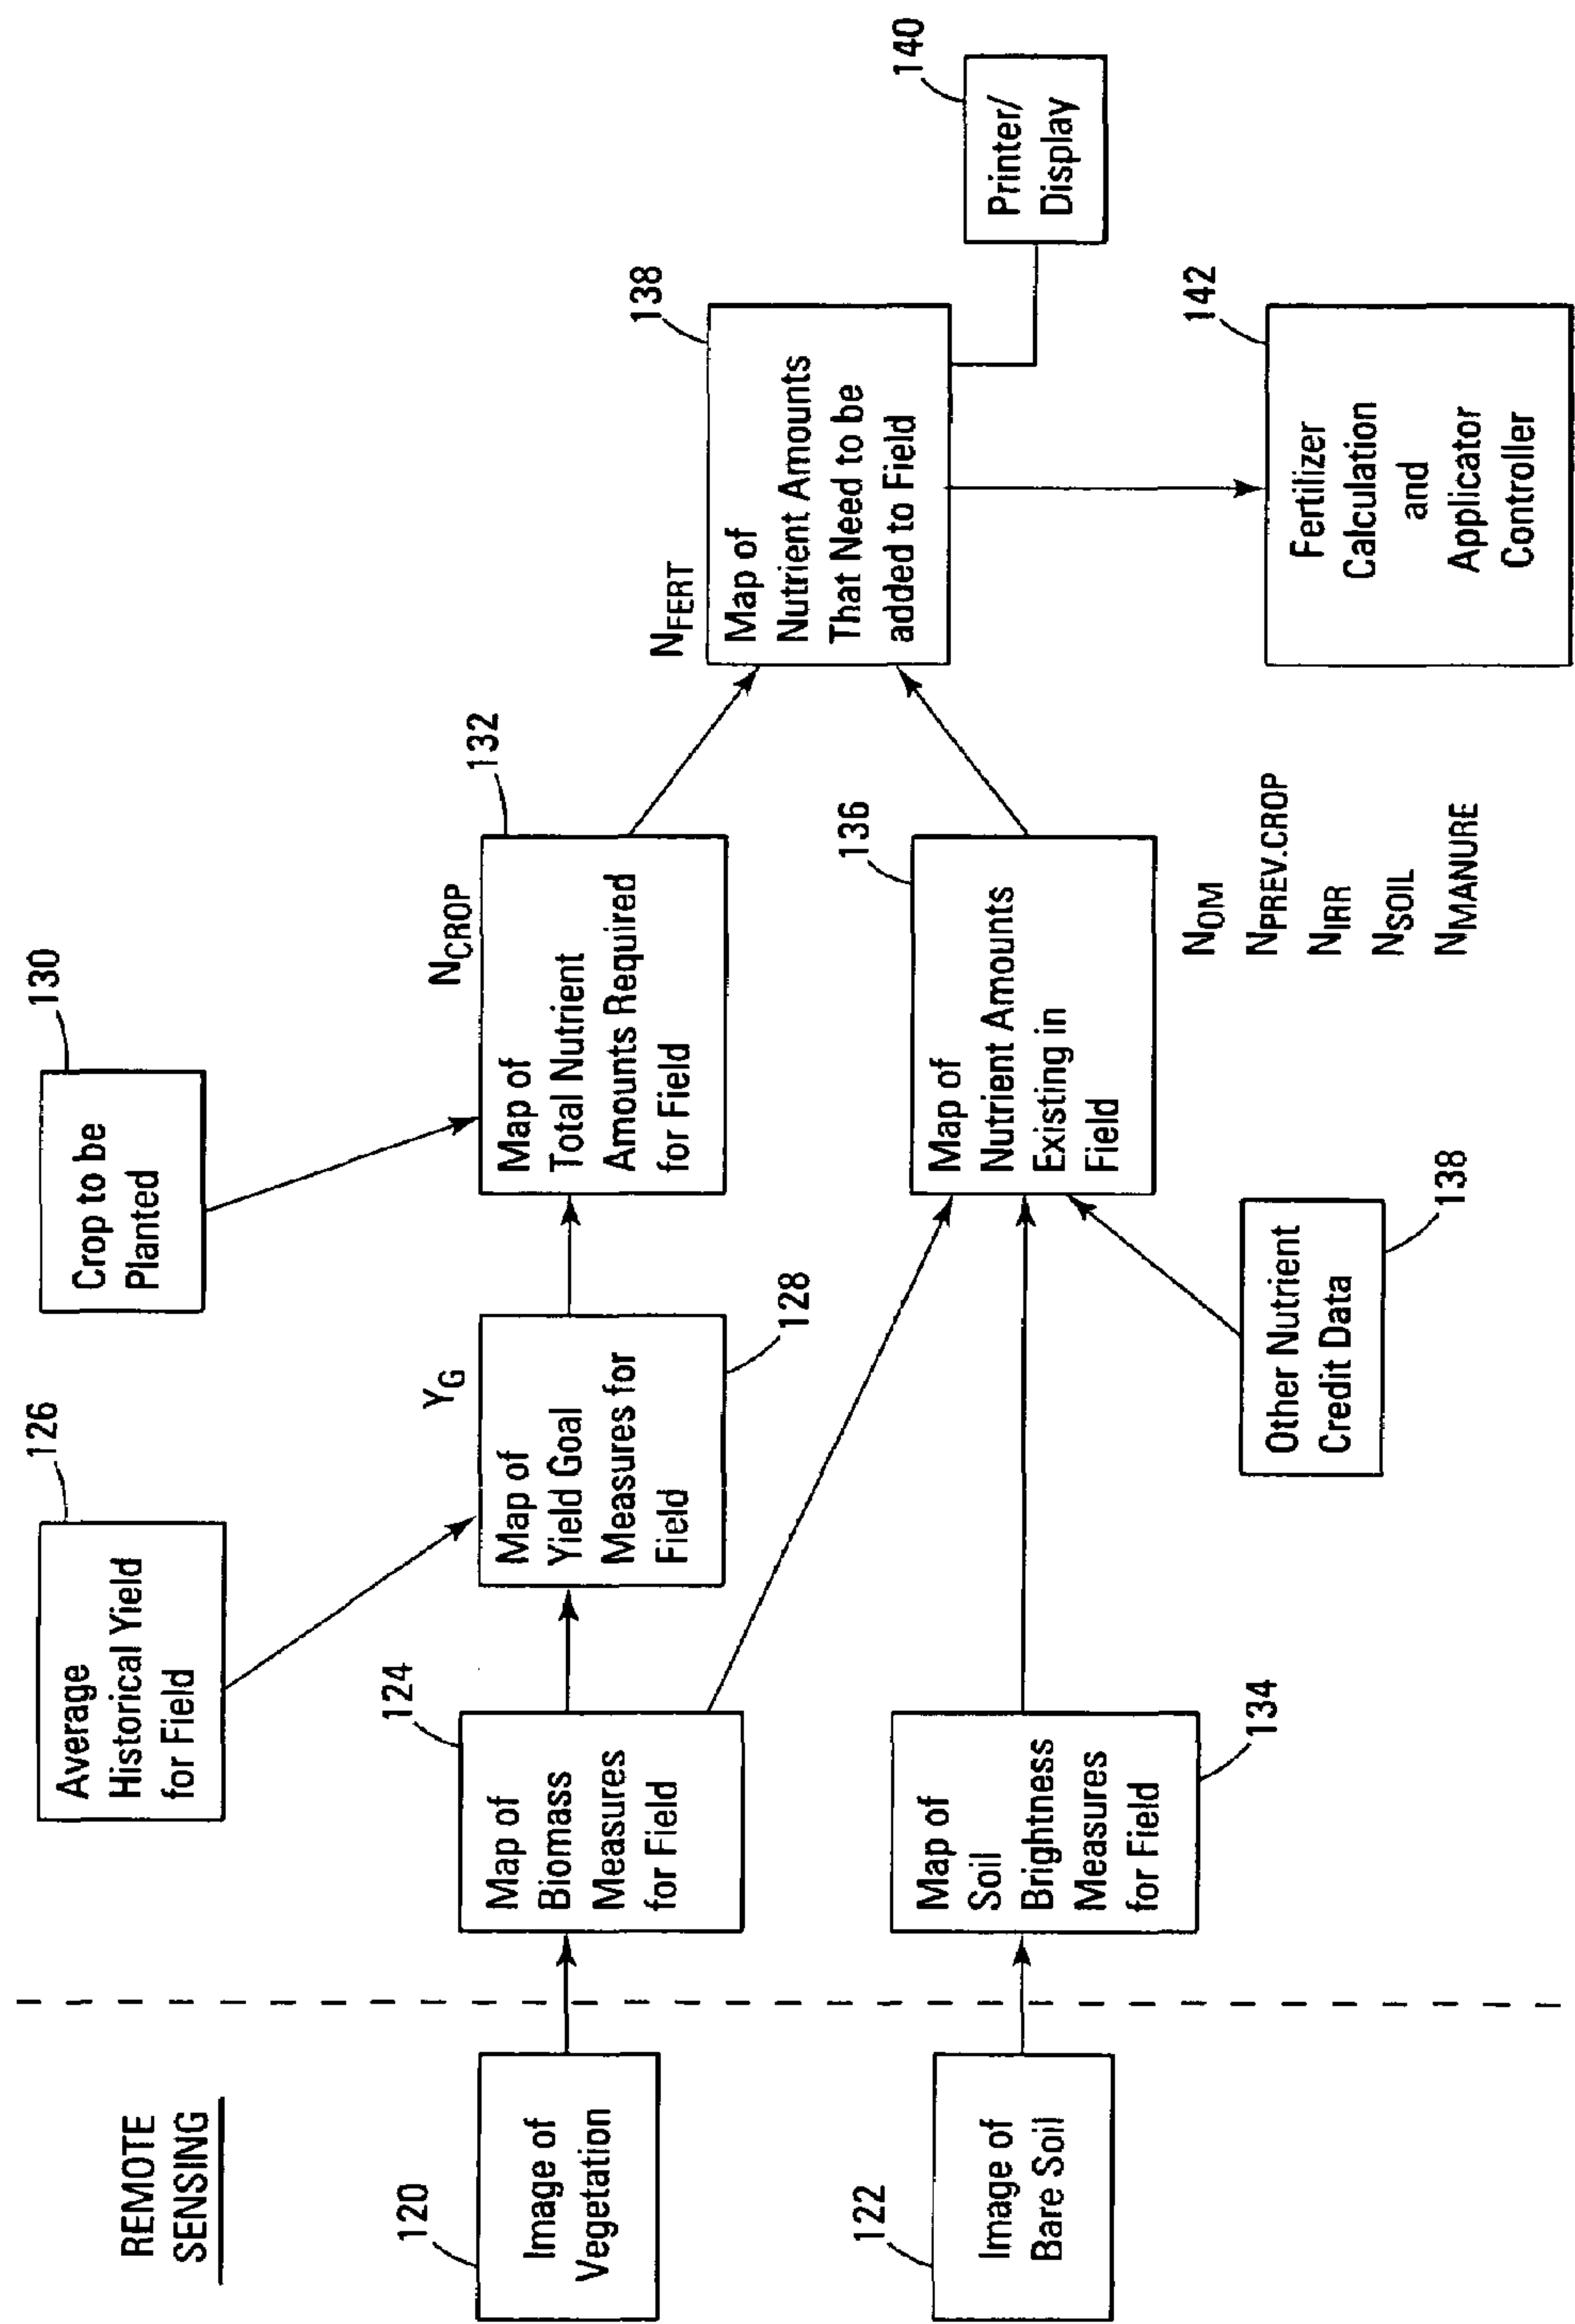 REMOTE
SENSING
120
Image of
Vegetation
122
Image of
Bare Soil
126
Average
Historical Yield
for Field
124
Map of
Biomass
Measures
for Field
134
Map of
Soil
Brightness
Measures
for Field
Y_G
Map of
Yield Goal
Measures for
Field
128
130
Crop to be
Planted
N_CROP
132
Map of
Total Nutrient
Amounts Required
for Field
136
Map of
Nutrient Amounts
Existing in
Field
Other Nutrient
Credit Data
138
N_OM
N_PREV.CROP
N_IRR
N_SOIL
N_MANURE
N_FERT
138
Map of
Nutrient Amounts
That Need to be
added to Field
140
Printer/
Display
142
Fertilizer
Calculation
and
Applicator
Controller